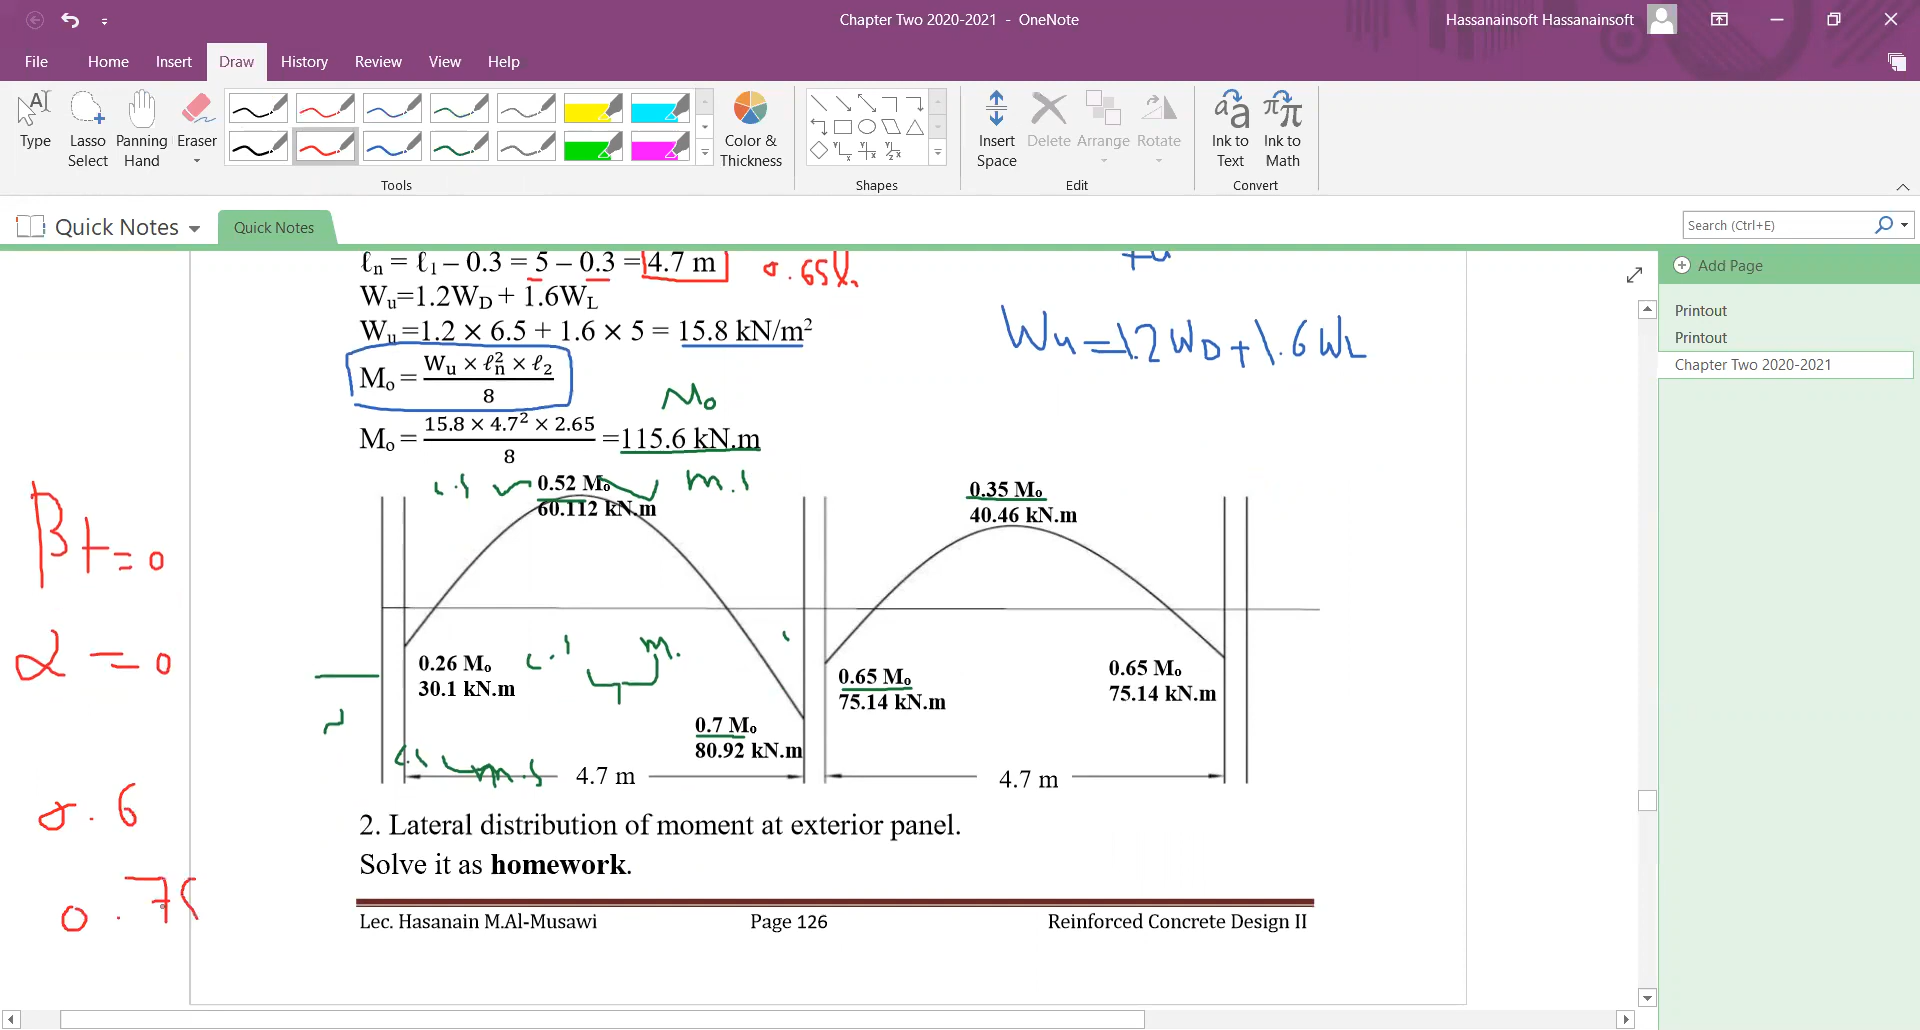 Chapter Two 2020-2021 - OneNote
Hassanainsoft Hassanainsoft
File Home Insert Draw History Review View Help
Type
Lasso Select
Panning Hand
Eraser
Color & Thickness
Insert Space
Delete
Arrange
Rotate
Ink to Text
Ink to Math
Tools
Shapes
Edit
Convert
Quick Notes
Quick Notes
Search (Ctrl+E)
Add Page
Printout
Printout
Chapter Two 2020-2021
ℓn = ℓ1 – 0.3 = 5 – 0.3 = 4.7 m
Wu=1.2WD + 1.6WL
Wu=1.2 × 6.5 + 1.6 × 5 = 15.8 kN/m²
Wu=1.2WD+1.6WL
Mo = Wu × ℓn² × ℓ2 / 8
Mo
Mo = 15.8 × 4.7² × 2.65 / 8 =115.6 kN.m
0.52 Mo
60.112 kN.m
m.s
0.35 Mo
40.46 kN.m
βt=0
α=0
0.6
0.26 Mo
30.1 kN.m
0.7 Mo
80.92 kN.m
0.65 Mo
75.14 kN.m
0.65 Mo
75.14 kN.m
4.7 m
4.7 m
2. Lateral distribution of moment at exterior panel.
Solve it as homework.
Lec. Hasanain M.Al-Musawi Page 126 Reinforced Concrete Design II